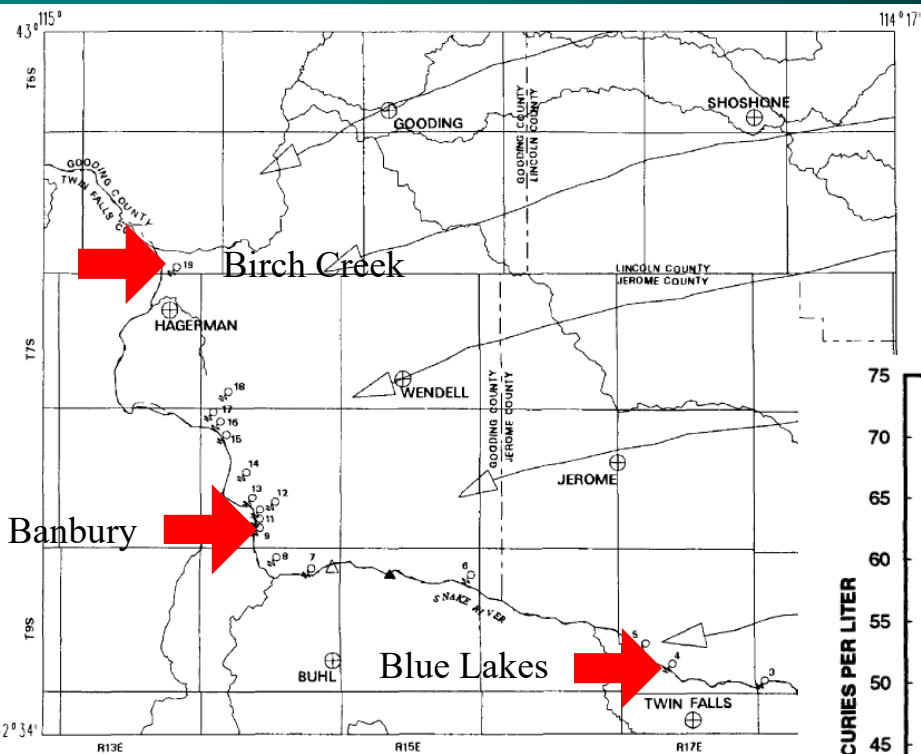 115°
43°
114°17'
T6S
GOODING
SHOSHONE
GOODING COUNTY
LINCOLN COUNTY
GOODING COUNTY
TWIN FALLS CO
19
Birch Creek
LINCOLN COUNTY
JEROME COUNTY
HAGERMAN
T7S
WENDELL
18
17
16
15
GOODING COUNTY
JEROME COUNTY
75
70
65
60
55
50
45
CURIES PER LITER
JEROME
14
13
12
11
9
Banbury
8
7
6
SNAKE RIVER
T9S
5
4
3
BUHL
Blue Lakes
TWIN FALLS
2°34'
R13E
R15E
R17E